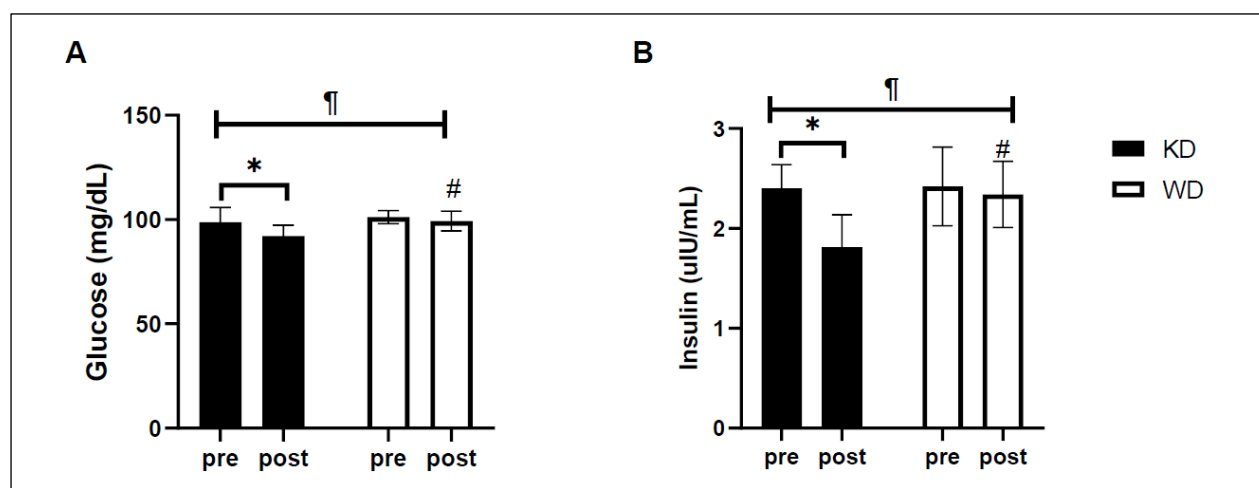 A
Glucose (mg/dL)
150
100
50
0
¶
*
#
pre post pre post
B
Insulin (uIU/mL)
3
2
1
0
¶
*
#
pre post pre post
KD
WD